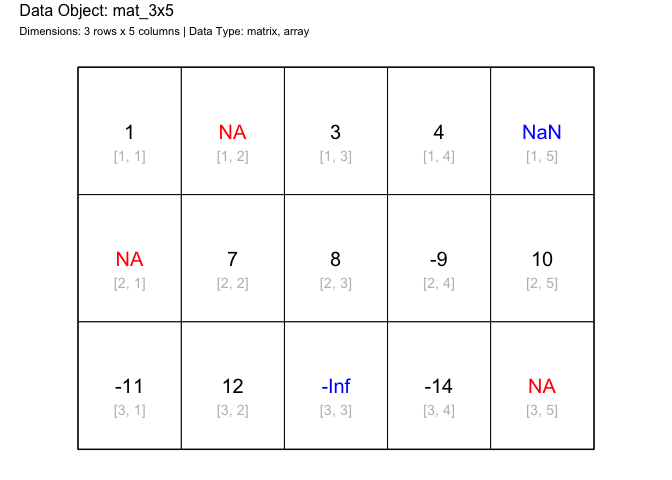 Data Object: mat_3x5
Dimensions: 3 rows x 5 columns | Data Type: matrix, array
1 NA 3 4 NaN
[1, 1] [1, 2] [1, 3] [1, 4] [1, 5]
NA 7 8 -9 10
[2, 1] [2, 2] [2, 3] [2, 4] [2, 5]
-11 12 -Inf -14 NA
[3, 1] [3, 2] [3, 3] [3, 4] [3, 5]